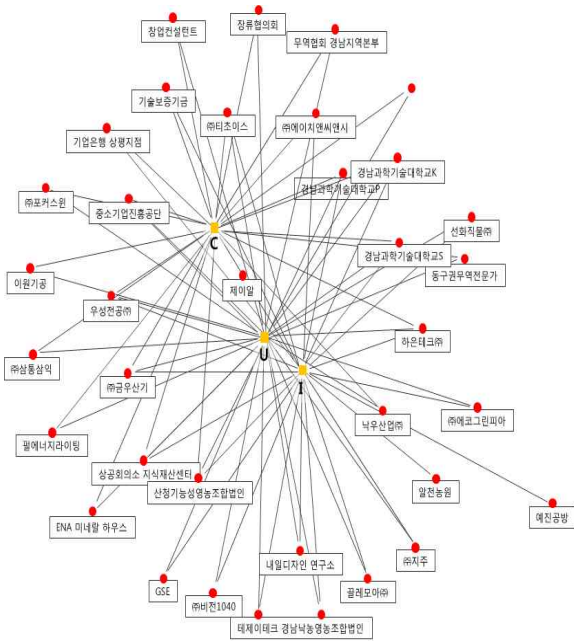 장류협의회
창업컨설턴트
무역협회 경남지역본부
기술보증기금
㈜티초이스
㈜에이치앤씨앤시
기업은행 상평지점
경남과학기술대학교K
경남과학기술대학교P
㈜포커스원
중소기업진흥공단
선화직물㈜
C
경남과학기술대학교S
동구권무역전문가
이원기공
제이알
우성전공㈜
하은테크㈜
U
㈜삼통삼익
I
㈜금우산기
낙우산업㈜
㈜에코그린피아
필에너지라이팅
상공회의소 지식재산센터
산청기능성영농조합법인
알전농원
예진공방
ENA 미네랄 하우스
내일디자인 연구소
㈜지주
GSE
끌레모아㈜
㈜비전1040
테제이테크 경남낙농영농조합법인